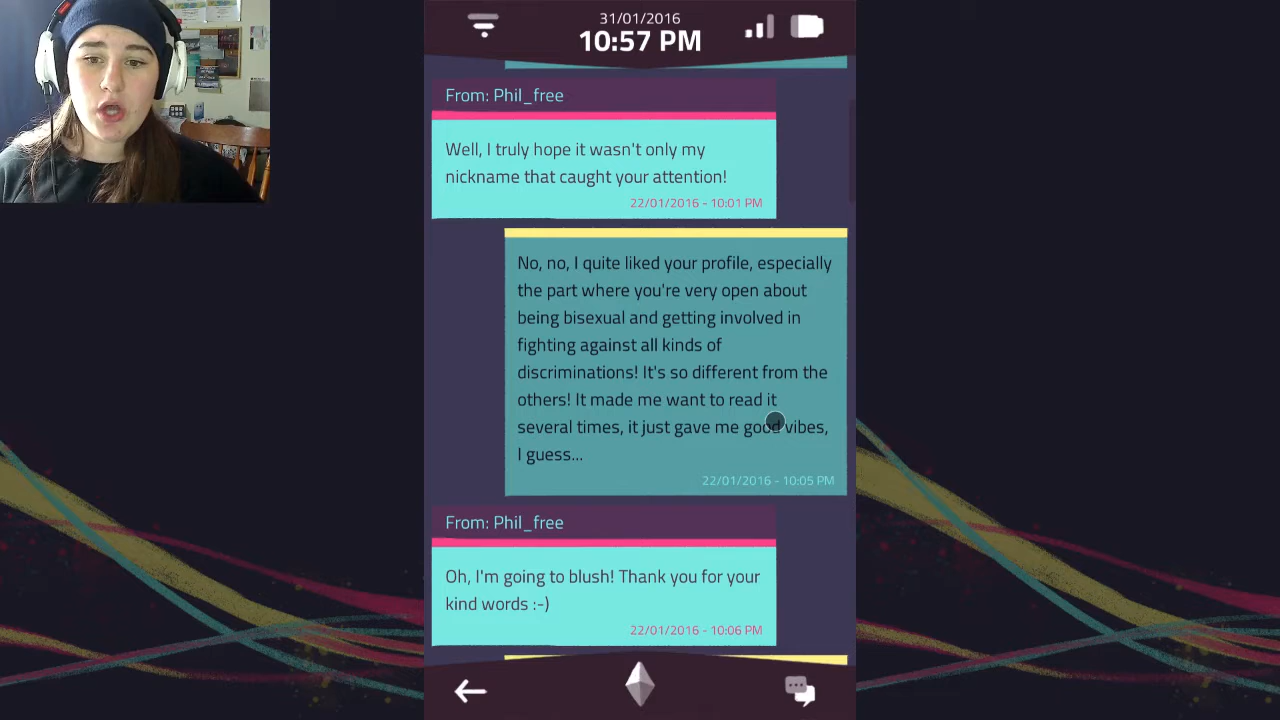 31/01/2016
10:57 PM
From: Phil_free
Well, I truly hope it wasn't only my
nickname that caught your attention!
22/01/2016 - 10:01 PM
No, no, I quite liked your profile, especially
the part where you're very open about
being bisexual and getting involved in
fighting against all kinds of
discriminations! It's so different from the
others! It made me want to read it
several times, it just gave me good vibes,
I guess...
22/01/2016 - 10:05 PM
From: Phil_free
Oh, I'm going to blush! Thank you for your
kind words :-)
22/01/2016 - 10:06 PM